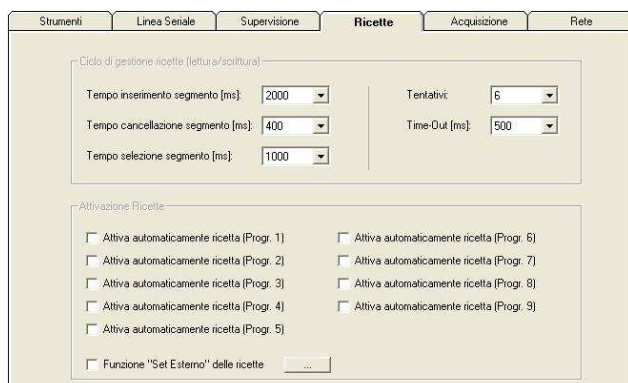 Strumenti Linea Seriale Supervisione Ricette Acquisizione Rete
Ciclo di gestione ricette (lettura/scrittura)
Tempo inserimento segmento [ms]: 2000 Tentativi: 6
Tempo cancellazione segmento [ms]: 400 Time-Out [ms]: 500
Tempo selezione segmento [ms]: 1000
Attivazione Ricette
Attiva automaticamente ricetta (Progr. 1) Attiva automaticamente ricetta (Progr. 6)
Attiva automaticamente ricetta (Progr. 2) Attiva automaticamente ricetta (Progr. 7)
Attiva automaticamente ricetta (Progr. 3) Attiva automaticamente ricetta (Progr. 8)
Attiva automaticamente ricetta (Progr. 4) Attiva automaticamente ricetta (Progr. 9)
Attiva automaticamente ricetta (Progr. 5)
Funzione "Set Esterno" delle ricette ...